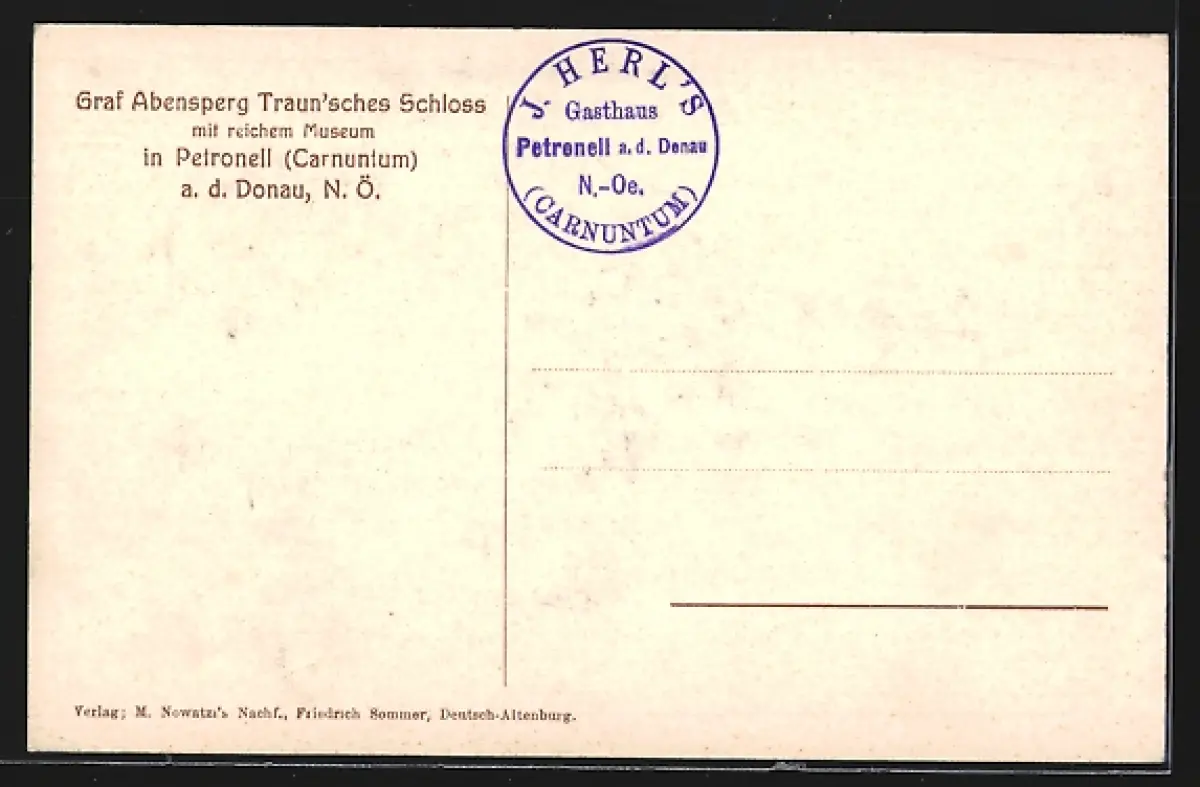 Graf Abensperg Traun'sches Schloss
mit reichem Museum
in Petronell (Carnuntum)
a. d. Donau, N. Ö.
J. HERL'S
Gasthaus
Petronell a. d. Donau
N.-Oe.
(CARNUNTUM)
Verlag; M. Nowatzi's Nachf., Friedrich Sommer, Deutsch-Altenburg.